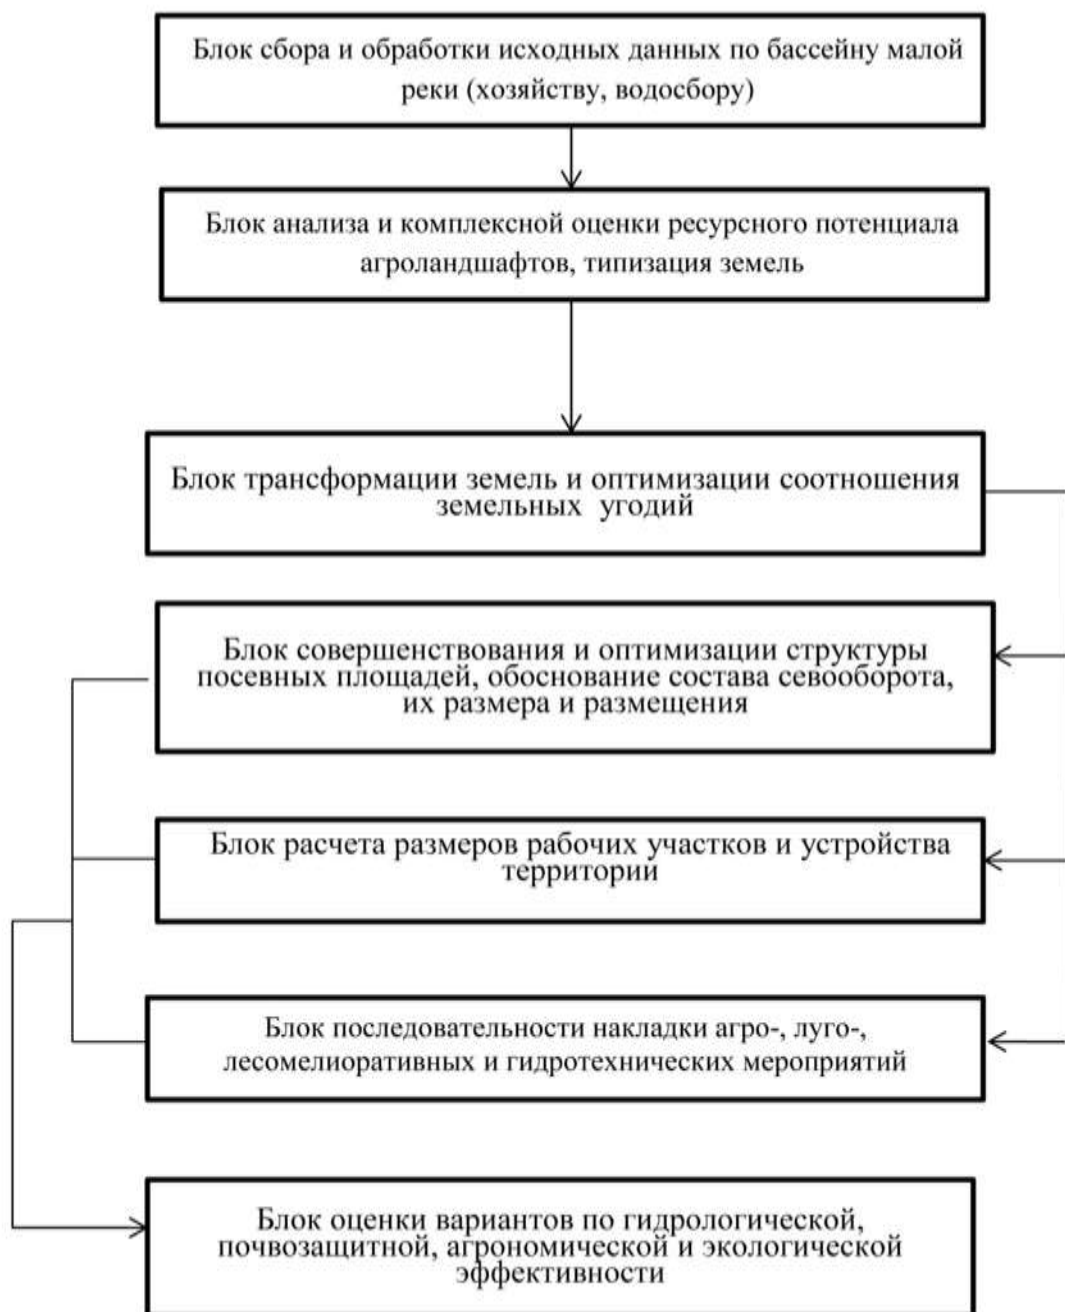 Блок сбора и обработки исходных данных по бассейну малой
реки (хозяйству, водосбору)
Блок анализа и комплексной оценки ресурсного потенциала
агроландшафтов, типизация земель
Блок трансформации земель и оптимизации соотношения
земельных угодий
Блок совершенствования и оптимизации структуры
посевных площадей, обоснование состава севооборота,
их размера и размещения
Блок расчета размеров рабочих участков и устройства
территории
Блок последовательности накладки агро-, луго-,
лесомелиоративных и гидротехнических мероприятий
Блок оценки вариантов по гидрологической,
почвозащитной, агрономической и экологической
эффективности